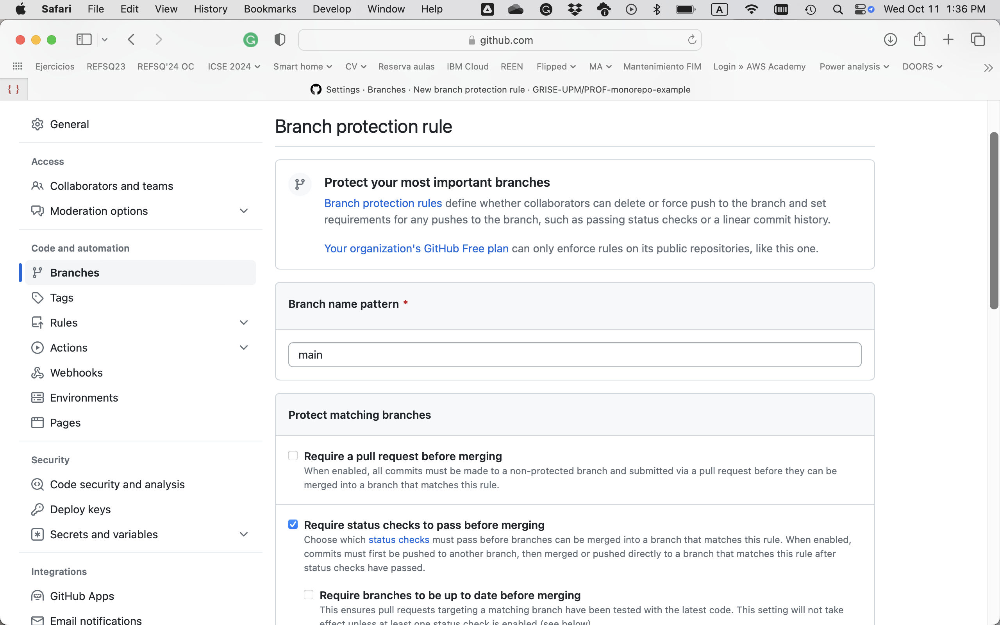 Safari File Edit View History Bookmarks Develop Window Help A Wed Oct 11 1:36 PM
github.com
Ejercicios REFSQ23 REFSQ'24 OC ICSE 2024 Smart home CV Reserva aulas IBM Cloud REEN Flipped MA Mantenimiento FIM Login » AWS Academy Power analysis DOORS
{ } Settings · Branches · New branch protection rule · GRISE-UPM/PROF-monorepo-example
General
Access
Collaborators and teams
Moderation options
Code and automation
Branches
Tags
Rules
Actions
Webhooks
Environments
Pages
Security
Code security and analysis
Deploy keys
Secrets and variables
Integrations
GitHub Apps
Email notifications
Branch protection rule
Protect your most important branches
Branch protection rules define whether collaborators can delete or force push to the branch and set
requirements for any pushes to the branch, such as passing status checks or a linear commit history.
Your organization's GitHub Free plan can only enforce rules on its public repositories, like this one.
Branch name pattern *
main
Protect matching branches
Require a pull request before merging
When enabled, all commits must be made to a non-protected branch and submitted via a pull request before they can be
merged into a branch that matches this rule.
Require status checks to pass before merging
Choose which status checks must pass before branches can be merged into a branch that matches this rule. When enabled,
commits must first be pushed to another branch, then merged or pushed directly to a branch that matches this rule after
status checks have passed.
Require branches to be up to date before merging
This ensures pull requests targeting a matching branch have been tested with the latest code. This setting will not take
effect unless at least one status check is enabled (see below).